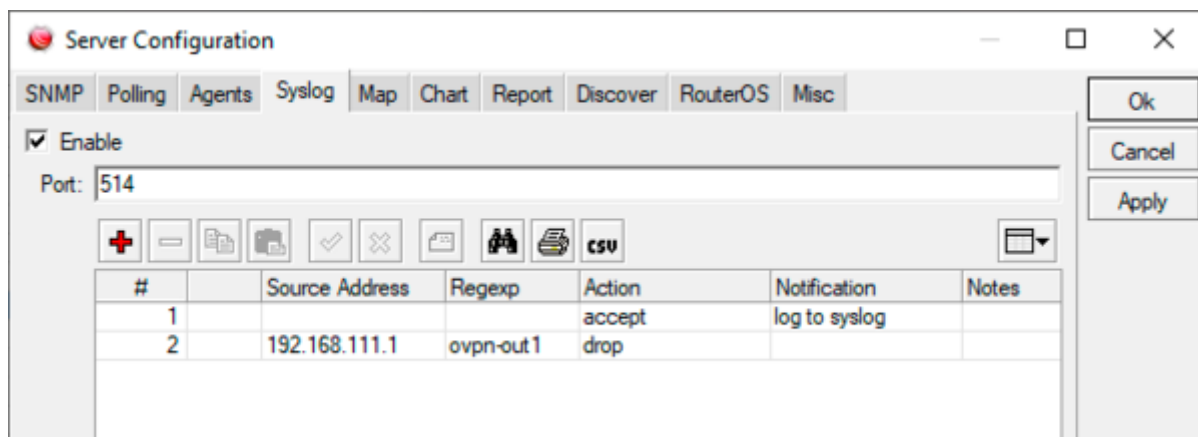 Server Configuration
SNMP Polling Agents Syslog Map Chart Report Discover RouterOS Misc
Ok
Enable
Cancel
Port: 514
Apply
csv
# Source Address Regexp Action Notification Notes
1 accept log to syslog
2 192.168.111.1 ovpn-out1 drop